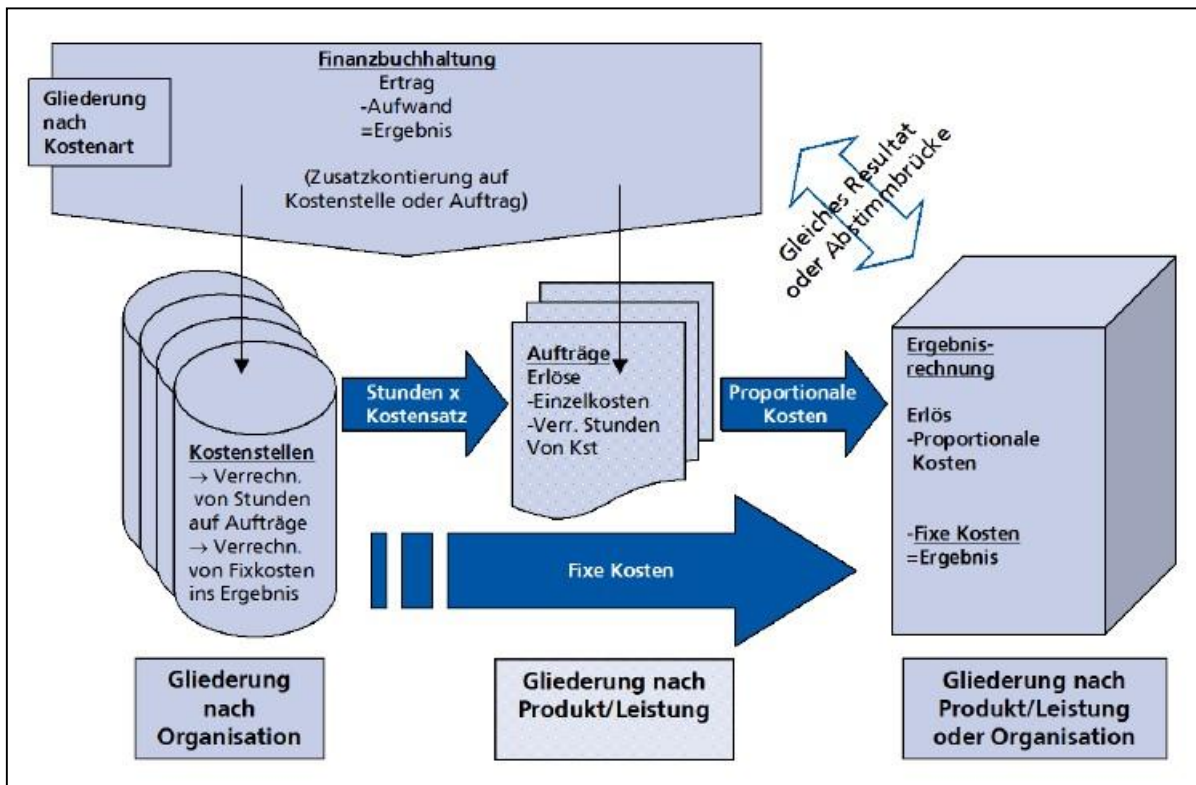 Finanzbuchhaltung
Ertrag
-Aufwand
=Ergebnis
(Zusatzkontierung auf
Kostenstelle oder Auftrag)
Gliederung
nach
Kostenart
Gleiches Resultat
oder Abstimmbrücke
Kostenstellen
→ Verrechn.
von Stunden
auf Aufträge
→ Verrechn.
von Fixkosten
ins Ergebnis
Stunden x
Kostensatz
Aufträge
Erlöse
-Einzelkosten
-Verr. Stunden
Von Kst
Proportionale
Kosten
Ergebnis-
rechnung
Erlös
-Proportionale
Kosten
-Fixe Kosten
=Ergebnis
Fixe Kosten
Gliederung
nach
Organisation
Gliederung nach
Produkt/Leistung
Gliederung nach
Produkt/Leistung
oder Organisation